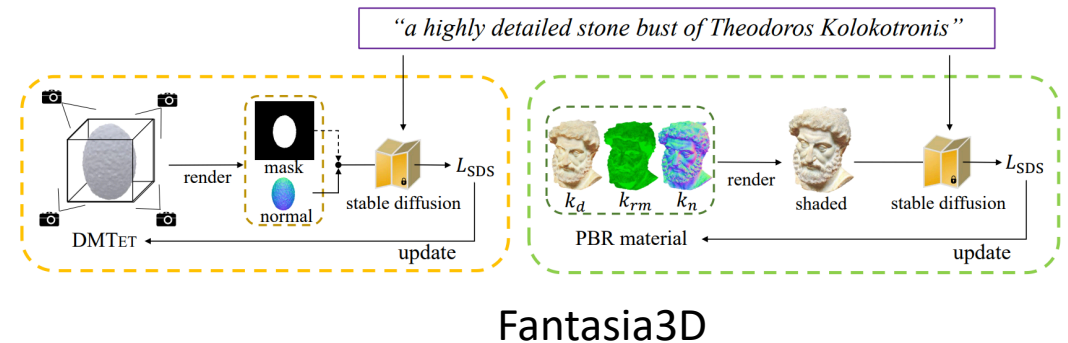 “a highly detailed stone bust of Theodoros Kolokotronis”
render
mask
normal
stable diffusion
L_SDS
DMTET
update
k_d
k_rm
k_n
render
shaded
stable diffusion
L_SDS
PBR material
update
Fantasia3D